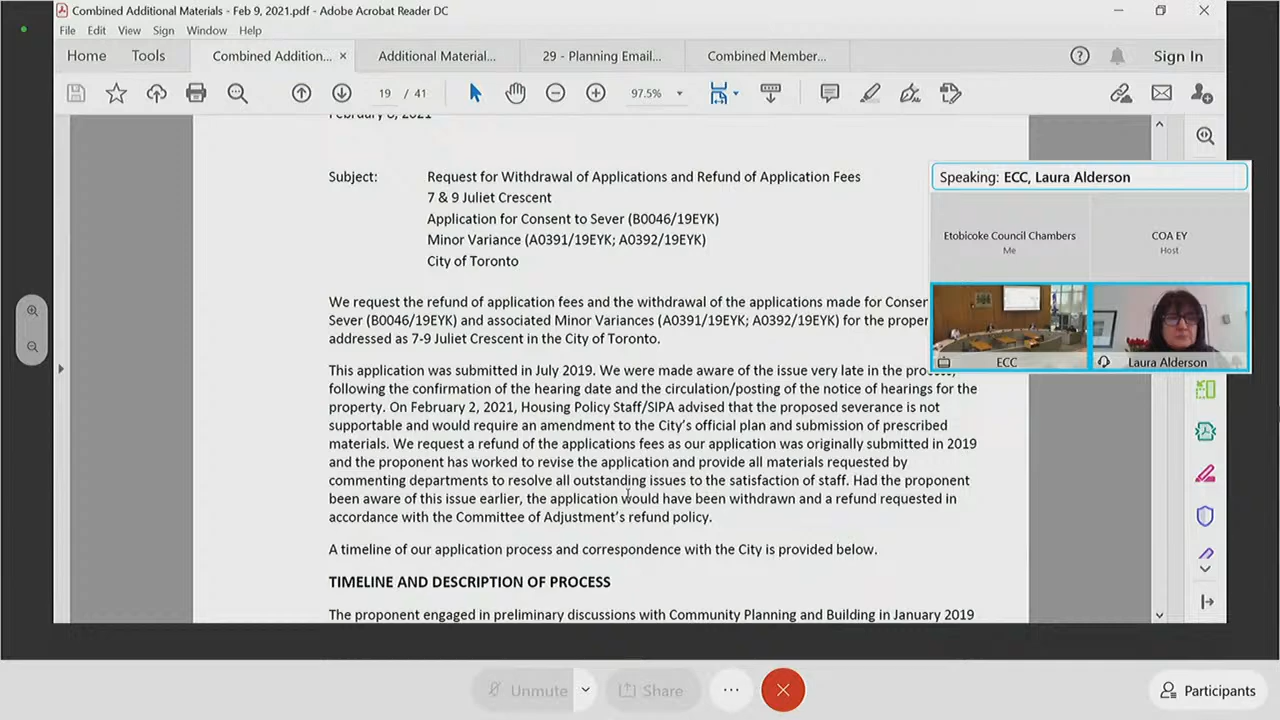 Combined Additional Materials - Feb 9, 2021.pdf - Adobe Acrobat Reader DC
File Edit View Sign Window Help
Home Tools Combined Addition... × Additional Material... 29 - Planning Email... Combined Member... Sign In
19 / 41 97.5%
February 8, 2021
Subject: Request for Withdrawal of Applications and Refund of Application Fees
7 & 9 Juliet Crescent
Application for Consent to Sever (B0046/19EYK)
Minor Variance (A0391/19EYK; A0392/19EYK)
City of Toronto
We request the refund of application fees and the withdrawal of the applications made for
Sever (B0046/19EYK) and associated Minor Variances (A0391/19EYK; A0392/19EYK) for the
addressed as 7-9 Juliet Crescent in the City of Toronto.
This application was submitted in July 2019. We were made aware of the issue very late in the process,
following the confirmation of the hearing date and the circulation/posting of the notice of hearings for the
property. On February 2, 2021, Housing Policy Staff/SIPA advised that the proposed severance is not
supportable and would require an amendment to the City's official plan and submission of prescribed
materials. We request a refund of the applications fees as our application was originally submitted in 2019
and the proponent has worked to revise the application and provide all materials requested by
commenting departments to resolve all outstanding issues to the satisfaction of staff. Had the proponent
been aware of this issue earlier, the application would have been withdrawn and a refund requested in
accordance with the Committee of Adjustment's refund policy.
A timeline of our application process and correspondence with the City is provided below.
TIMELINE AND DESCRIPTION OF PROCESS
The proponent engaged in preliminary discussions with Community Planning and Building in January 2019
Speaking: ECC, Laura Alderson
Etobicoke Council Chambers
Me
COA EY
Host
ECC
Laura Alderson
Unmute
Share
Participants